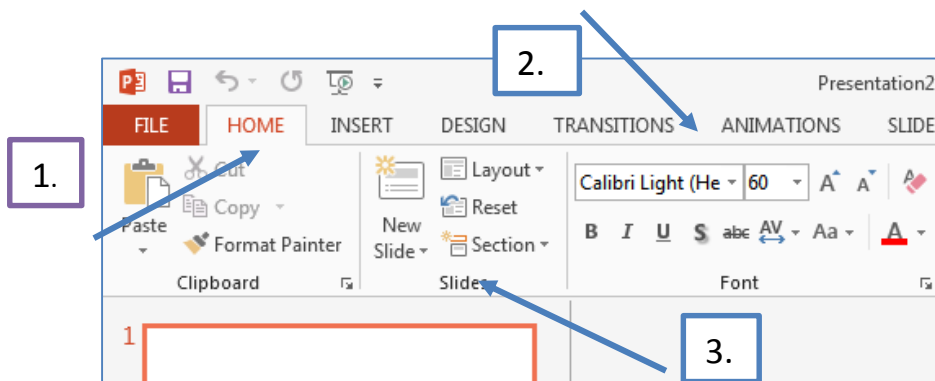 2.
Presentation2
FILE HOME INSERT DESIGN TRANSITIONS ANIMATIONS SLIDE
1.
Cut
Copy
Paste
Format Painter
Clipboard
New Slide
Layout
Reset
Section
Slides
Calibri Light (He 60 A A A
B I U S abc AV Aa A
Font
1
3.